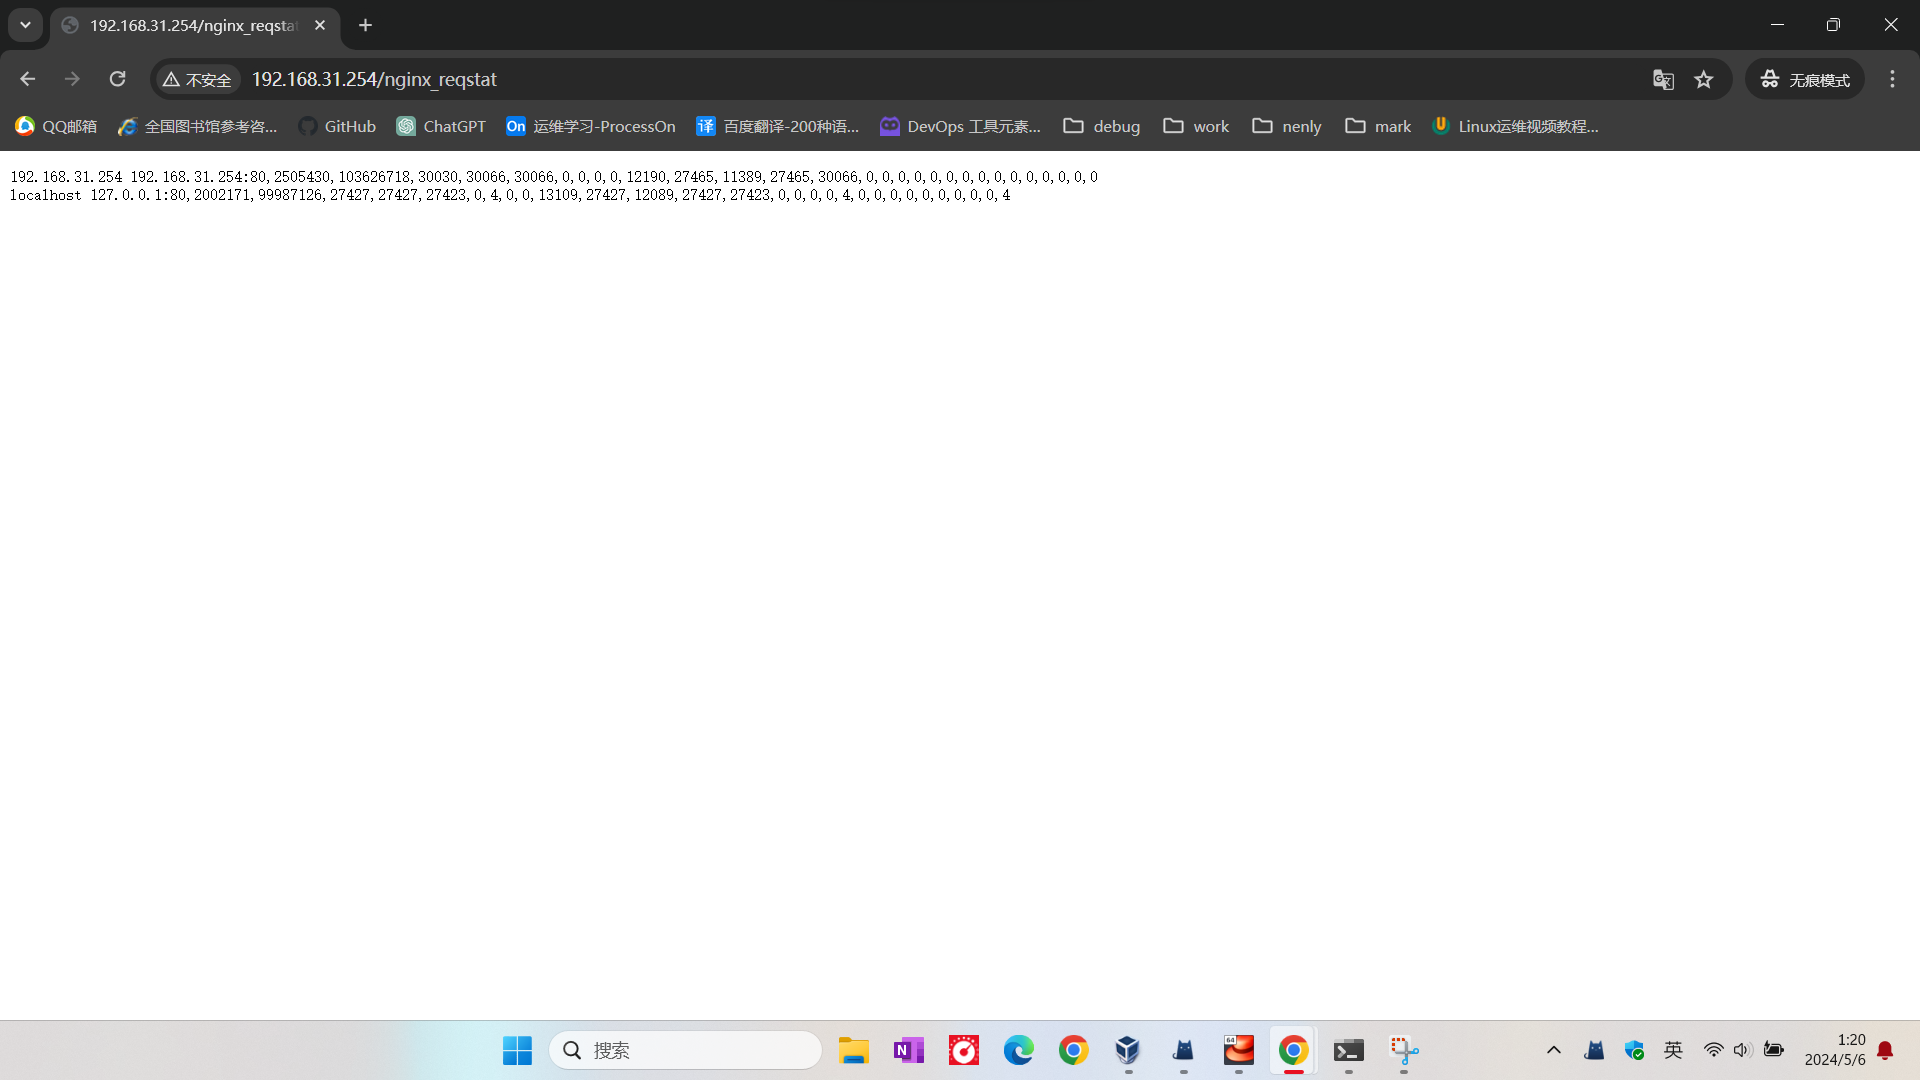 192.168.31.254/nginx_reqstat
不安全
192.168.31.254/nginx_reqstat
无痕模式
QQ邮箱
全国图书馆参考咨...
GitHub
ChatGPT
On
运维学习-ProcessOn
译
百度翻译-200种语...
DevOps 工具元素...
debug
work
nenly
mark
Linux运维视频教程...
192.168.31.254 192.168.31.254:80,2505430,103626718,30030,30066,30066,0,0,0,0,12190,27465,11389,27465,30066,0,0,0,0,0,0,0,0,0,0,0,0,0,0,0
localhost 127.0.0.1:80,2002171,99987126,27427,27427,27423,0,4,0,0,13109,27427,12089,27427,27423,0,0,0,0,4,0,0,0,0,0,0,0,0,0,4
搜索
N
64
英
1:20
2024/5/6